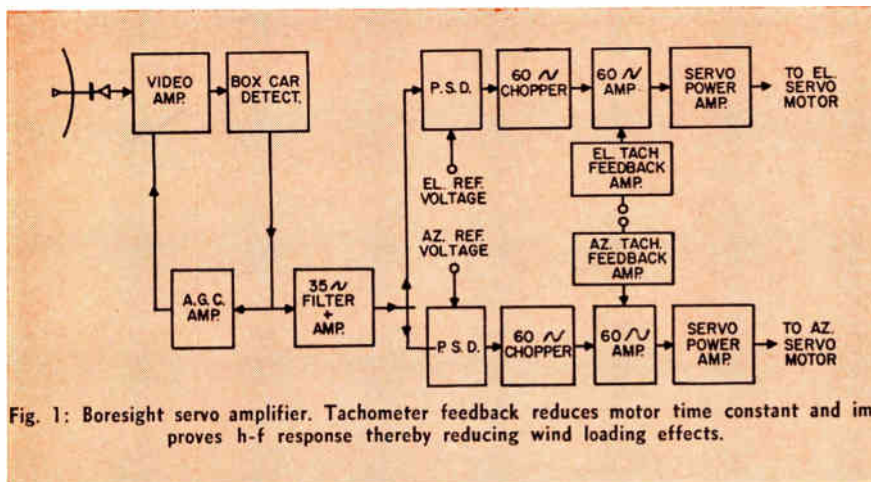 VIDEO
AMP.
BOX CAR
DETECT.
P.S.D.
60 ∿
CHOPPER
60 ∿
AMP
SERVO
POWER
AMP.
TO EL.
SERVO
MOTOR
EL. REF.
VOLTAGE
EL. TACH
FEEDBACK
AMP.
AZ. REF.
VOLTAGE
AZ. TACH.
FEEDBACK
AMP.
A.G.C.
AMP.
35∿
FILTER
+
AMP.
P.S.D.
60 ∿
CHOPPER
60 ∿
AMP.
SERVO
POWER
AMP.
TO AZ.
SERVO
MOTOR
Fig. 1: Boresight servo amplifier. Tachometer feedback reduces motor time constant and im
proves h-f response thereby reducing wind loading effects.